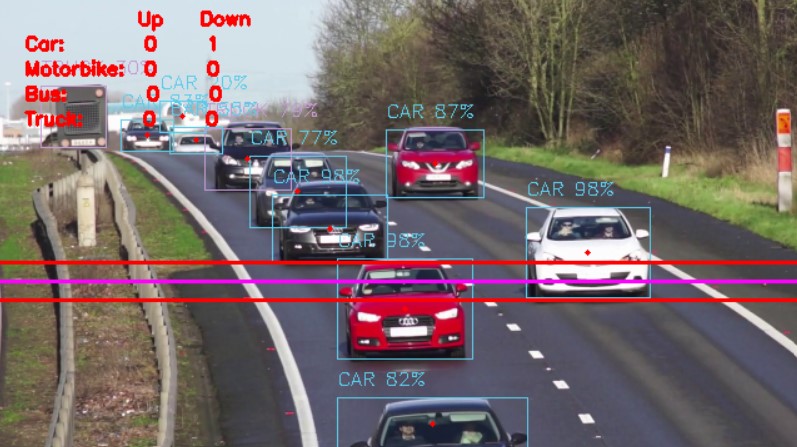 Up Down
Car: 0 1
Motorbike: 0 0
Bus: 0 0
Truck: 0 0
CAR
CAR 77%
CAR 98%
CAR 87%
CAR 98%
CAR 98%
CAR 82%